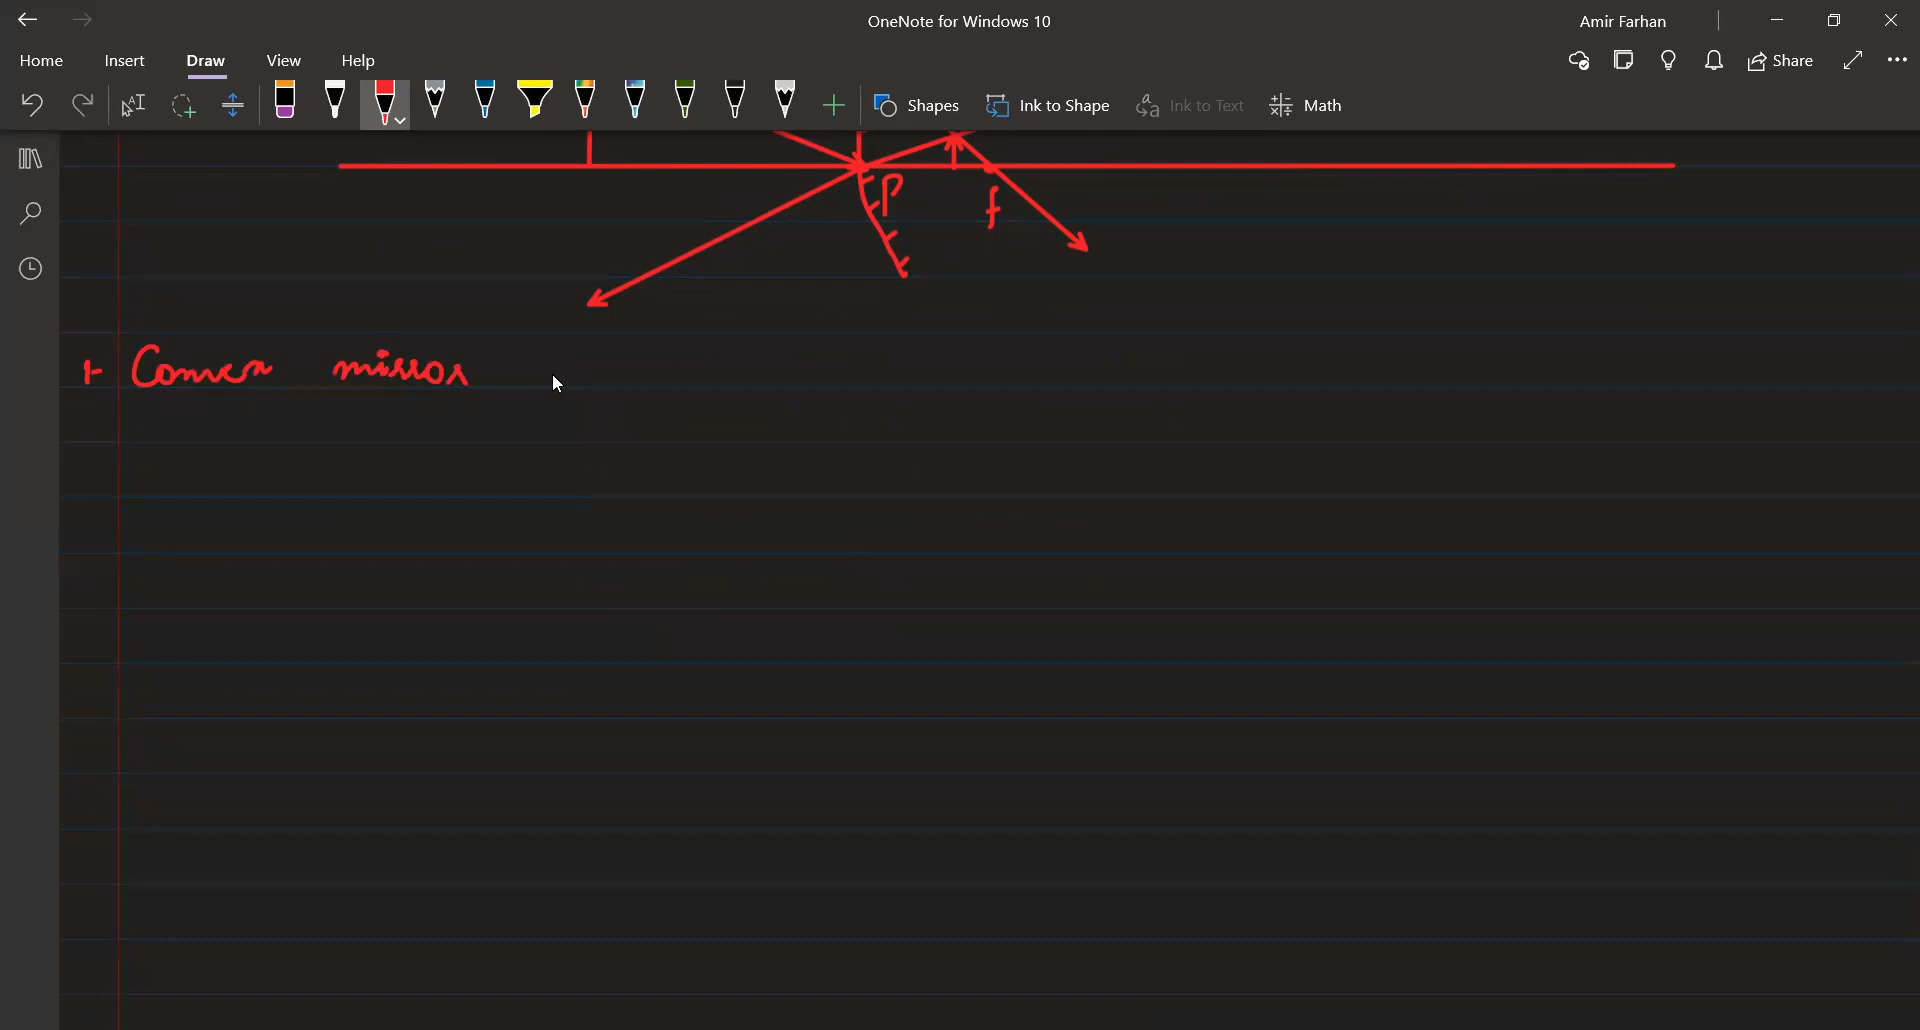 OneNote for Windows 10
Amir Farhan
Home Insert Draw View Help
Share
Shapes Ink to Shape Ink to Text Math
P
f
+ Convex mirror